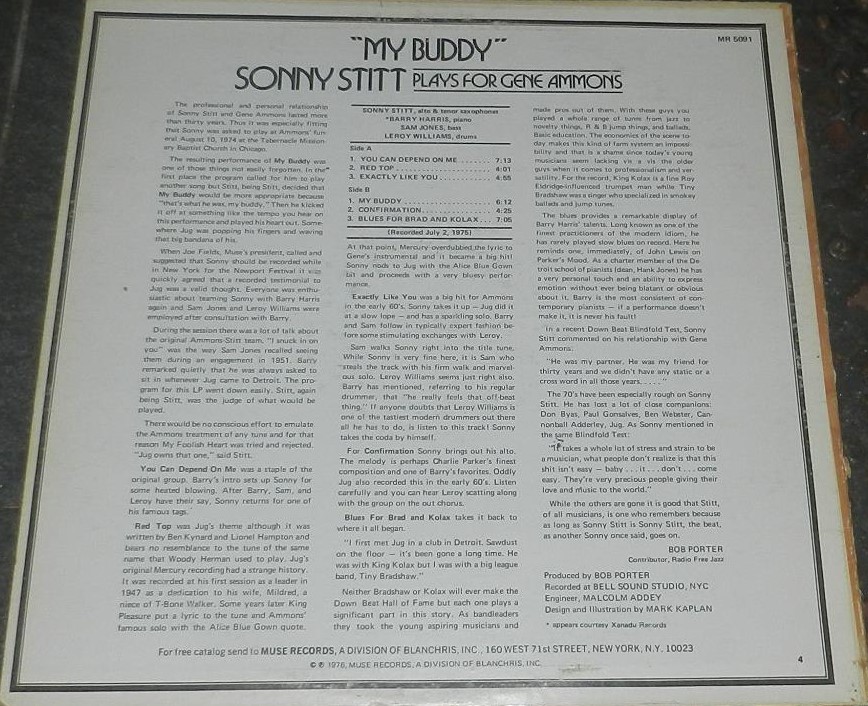 "MY BUDDY"
MR 5091
SONNY STITT PLAYS FOR GENE AMMONS
The professional and personal relationship
of Sonny Stitt and Gene Ammons lasted more
than thirty years. Thus it was especially fitting
that Sonny was asked to play at Ammons' fun-
eral August 10, 1974 at the Tabernacle Mission-
ary Baptist Church in Chicago.
The resulting performance of My Buddy was
one of those things not easily forgotten. In the
first place the program called for him to play
another song but Stitt, being Stitt, decided that
My Buddy would be more appropriate because
"that's what he was, my buddy." Then he kicked
it off at something like the tempo you hear on
this performance and played his heart out. Some-
where Jug was popping his fingers and waring
that big bandana of his.
When Joe Fields, Muse's president, called and
suggested that Sonny should be recorded while
in New York for the Newport Festival it was
quickly agreed that a recorded testimonial to
Jug was a valid thought. Everyone was enthu-
siastic about teaming Sonny with Barry Harris
again and Sam Jones and Leroy Williams were
employed after consultation with Barry.
During the session there was a lot of talk about
the original Ammons-Stitt team. "I snuck in on
you" was the way Sam Jones recalled seeing
them during an engagement in 1951. Barry
remarked quietly that he was always asked to
sit in whenever Jug came to Detroit. The pro-
gram for this LP went down easily. Stitt, again
being Stitt, was the judge of what would be
played.
There would be no conscious effort to emulate
the Ammons treatment of any tune and for that
reason My Foolish Heart was tried and rejected.
"Jug owns that one," said Stitt.
You Can Depend On Me was a staple of the
original group. Barry's intro sets up Sonny for
some heated blowing. After Barry, Sam, and
Leroy have their say, Sonny returns for one of
his famous tags.
Red Top was Jug's theme although it was
written by Ben Kynard and Lionel Hampton and
bears no resemblance to the tune of the same
name that Woody Herman used to play. Jug's
original Mercury recording had a strange history.
It was recorded at his first session as a leader in
1947 as a dedication to his wife, Mildred, a
niece of T-Bone Walker. Some years later King
Pleasure put a lyric to the tune and Ammons'
famous solo with the Alice Blue Gown quote.
SONNY STITT, alto & tenor saxophones
*BARRY HARRIS, piano
SAM JONES, bass
LEROY WILLIAMS, drums
Side A
1. YOU CAN DEPEND ON ME ........ 7:13
2. RED TOP .................... 4:01
3. EXACTLY LIKE YOU ........... 4:55
Side B
1. MY BUDDY ................... 6:12
2. CONFIRMATION ............... 4:25
3. BLUES FOR BRAD AND KOLAX ... 7:05
(Recorded July 2, 1975)
At that point, Mercury overdubbed the lyric to
Gene's instrumental and it became a big hit!
Sonny nods to Jug with the Alice Blue Gown
bit and proceeds with a very bluesy perfor-
mance.
Exactly Like You was a big hit for Ammons
in the early 60's. Sonny takes it up — Jug did it
at a slow lope — and has a sparkling solo. Barry
and Sam follow in typically expert fashion be-
fore some stimulating exchanges with Leroy.
Sam walks Sonny right into the title tune.
While Sonny is very fine here, it is Sam who
steals the track with his firm walk and marvel-
ous solo. Leroy Williams seems just right also.
Barry has mentioned, referring to his regular
drummer, that "he really feels that off-beat
thing." If anyone doubts that Leroy Williams is
one of the tastiest modern drummers out there
all he has to do, is listen to this track! Sonny
takes the coda by himself.
For Confirmation Sonny brings out his alto.
The melody is perhaps Charlie Parker's finest
composition and one of Barry's favorites. Oddly
Jug also recorded this in the early 60's. Listen
carefully and you can hear Leroy scatting along
with the group on the out chorus.
Blues For Brad and Kolax takes it back to
where it all began.
"I first met Jug in a club in Detroit. Sawdust
on the floor — it's been gone a long time. He
was with King Kolax but I was with a big league
band, Tiny Bradshaw."
Neither Bradshaw or Kolax will ever make the
Down Beat Hall of Fame but each one plays a
significant part in this story. As bandleaders
they took the young aspiring musicians and
made pros out of them. With these guys you
played a whole range of tunes from jazz to
novelty things, R & B jump things, and ballads.
Basic education. The economics of the scene to-
day makes this kind of farm system an impossi-
bility and that is a shame since today's young
musicians seem lacking vis a vis the older
guys when it comes to professionalism and ver-
satility. For the record, King Kolax is a fine Roy
Eldridge-influenced trumpet man while Tiny
Bradshaw was a singer who specialized in smokey
ballads and jump tunes.
The blues provides a remarkable display of
Barry Harris' talents. Long known as one of the
finest practitioners of the modern idiom, he
has rarely played slow blues on record. Here he
reminds one, immediately, of John Lewis on
Parker's Mood. As a charter member of the De-
troit school of pianists (dean, Hank Jones) he has
a very personal touch and an ability to express
emotion without ever being blatant or obvious
about it. Barry is the most consistent of con-
temporary pianists — if a performance doesn't
make it, it is never his fault!
In a recent Down Beat Blindfold Test, Sonny
Stitt commented on his relationship with Gene
Ammons:
"He was my partner. He was my friend for
thirty years and we didn't have any static or a
cross word in all those years....."
The 70's have been especially rough on Sonny
Stitt. He has lost a lot of close companions:
Don Byas, Paul Gonsalves, Ben Webster, Can-
nonball Adderley, Jug. As Sonny mentioned in
the same Blindfold Test:
"It takes a whole lot of stress and strain to be
a musician, what people don't realize is that this
shit isn't easy — baby ... it ... don't ... come
easy. They're very precious people giving their
love and music to the world."
While the others are gone it is good that Stitt,
of all musicians, is one who remembers because
as long as Sonny Stitt is Sonny Stitt, the beat,
as another Sonny once said, goes on.
BOB PORTER
Contributor, Radio Free Jazz
Produced by BOB PORTER
Recorded at BELL SOUND STUDIO, NYC
Engineer, MALCOLM ADDEY
Design and Illustration by MARK KAPLAN
* appears courtesy Xanadu Records
For free catalog send to MUSE RECORDS, A DIVISION OF BLANCHRIS, INC., 160 WEST 71st STREET, NEW YORK, N.Y. 10023
© ℗ 1976, MUSE RECORDS, A DIVISION OF BLANCHRIS, INC.
4